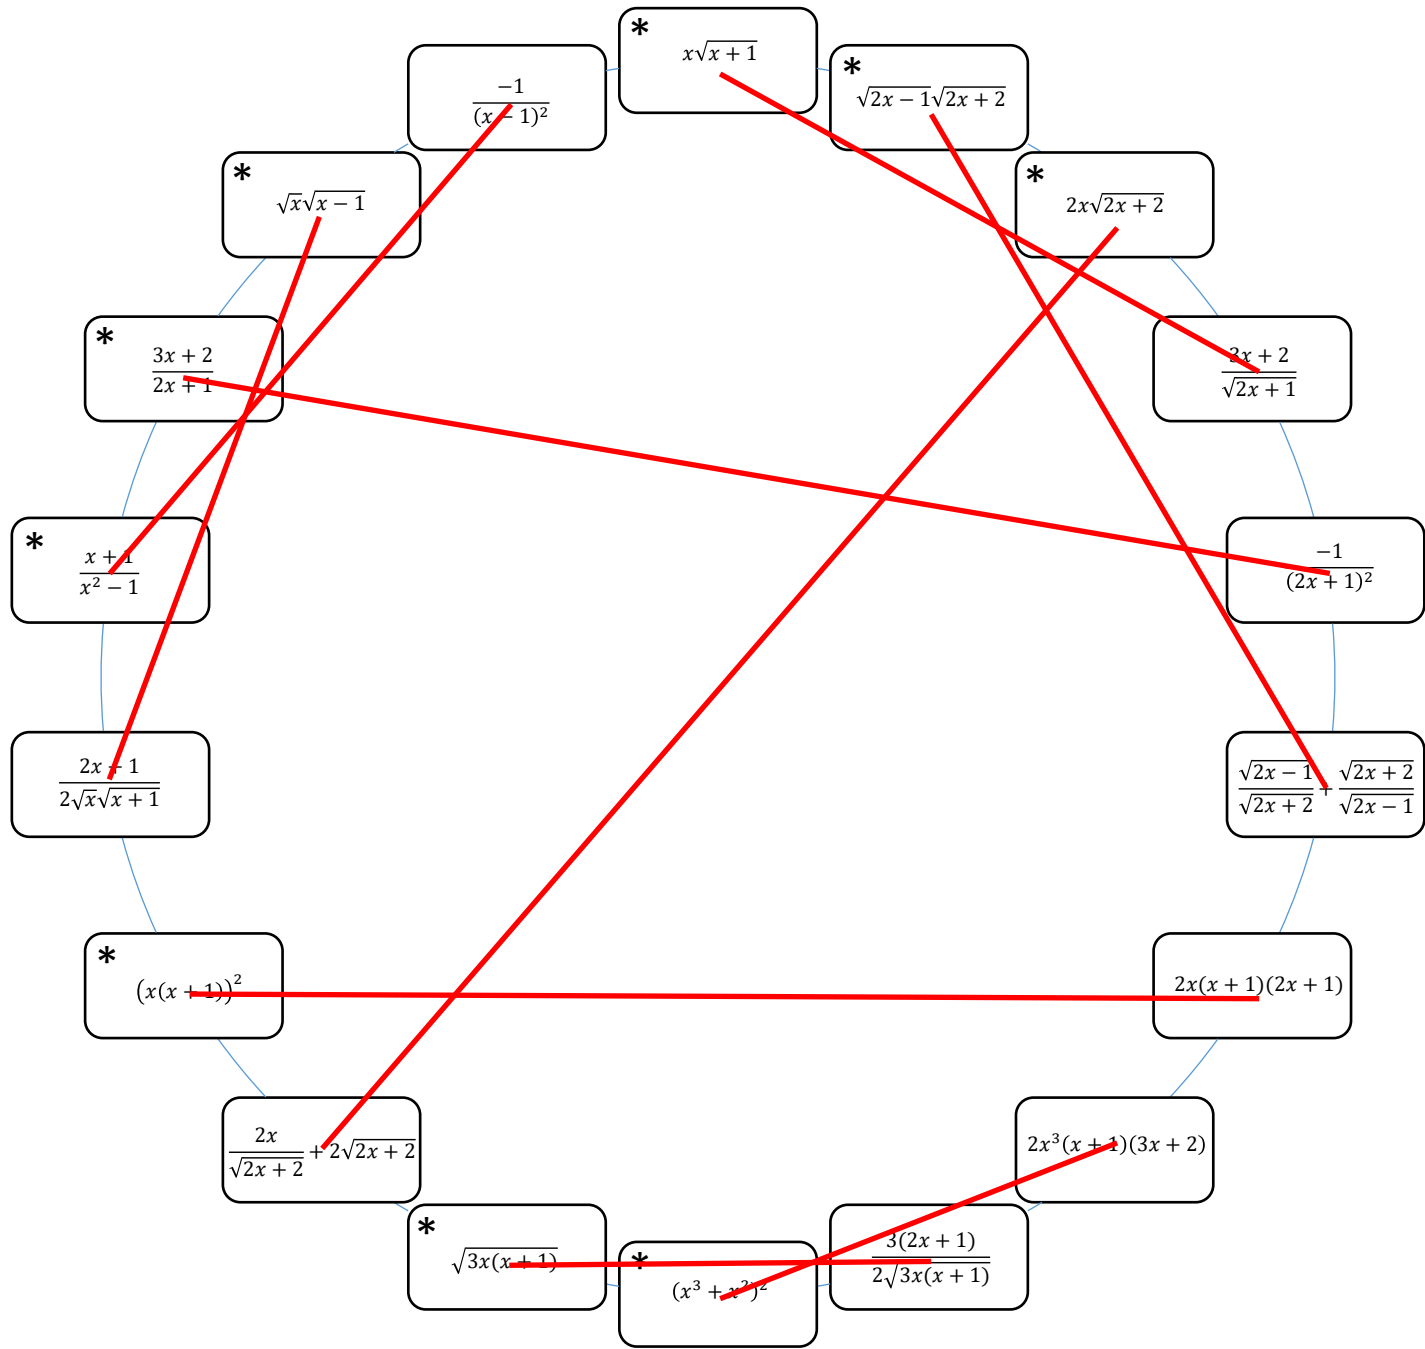 * x√(x + 1)
* √(2x − 1)√(2x + 2)
* 2x√(2x + 2)
(3x + 2)/√(2x + 1)
−1/(2x + 1)²
√(2x − 1)/√(2x + 2) + √(2x + 2)/√(2x − 1)
2x(x + 1)(2x + 1)
2x³(x + 1)(3x + 2)
3(2x + 1)/(2√(3x(x + 1)))
* (x³ + x²)²
* √(3x(x + 1))
2x/√(2x + 2) + 2√(2x + 2)
* (x(x + 1))²
(2x + 1)/(2√x√(x + 1))
* (x + 1)/(x² − 1)
* (3x + 2)/(2x + 1)
* √x√(x − 1)
−1/(x − 1)²